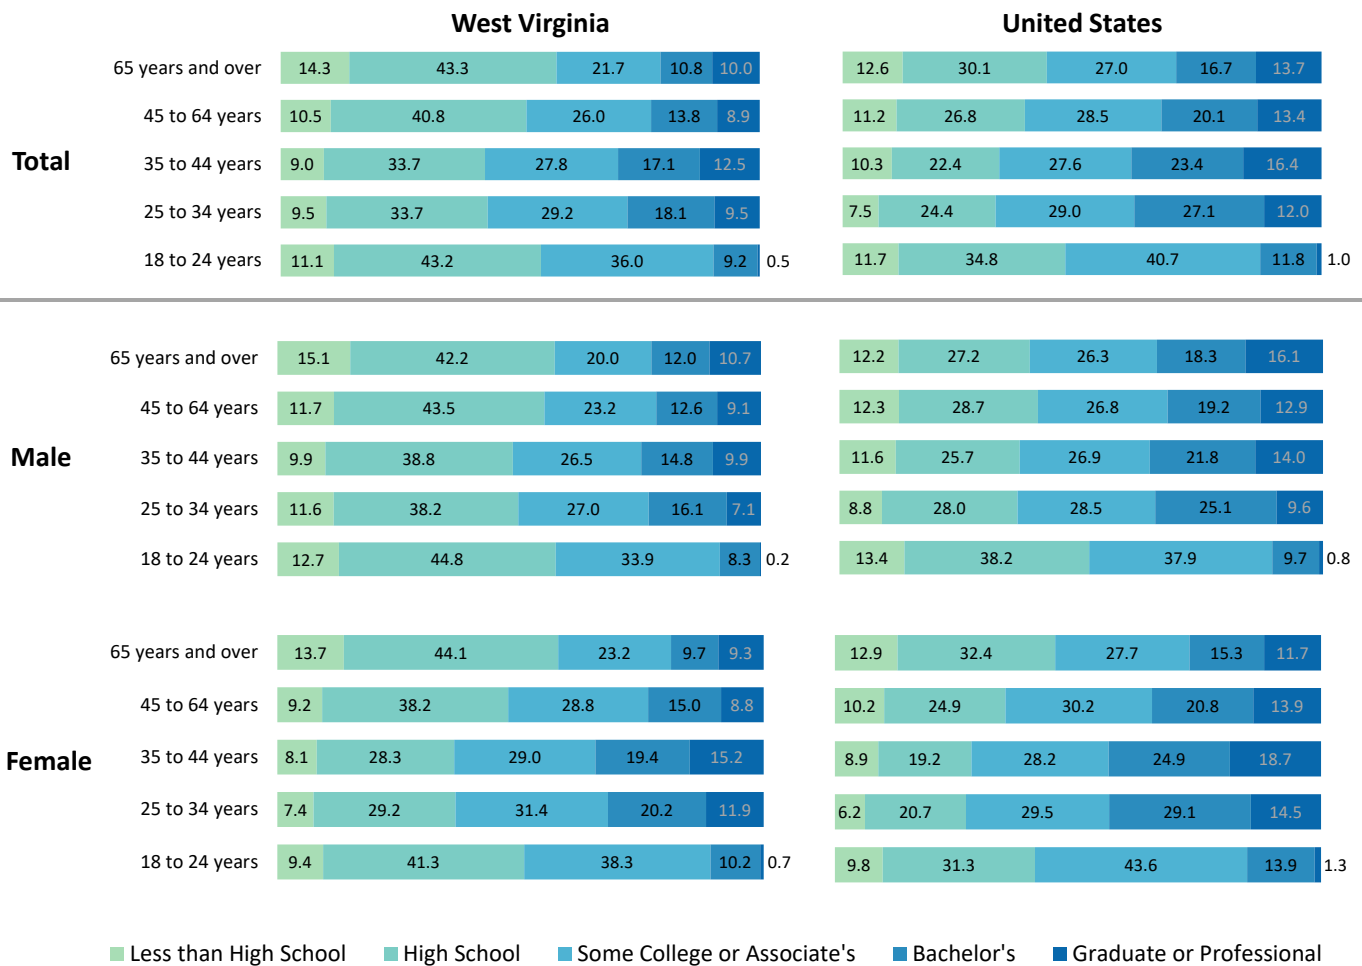 West Virginia United States
65 years and over 14.3 43.3 21.7 10.8 10.0 12.6 30.1 27.0 16.7 13.7
45 to 64 years 10.5 40.8 26.0 13.8 8.9 11.2 26.8 28.5 20.1 13.4
Total 35 to 44 years 9.0 33.7 27.8 17.1 12.5 10.3 22.4 27.6 23.4 16.4
25 to 34 years 9.5 33.7 29.2 18.1 9.5 7.5 24.4 29.0 27.1 12.0
18 to 24 years 11.1 43.2 36.0 9.2 0.5 11.7 34.8 40.7 11.8 1.0
65 years and over 15.1 42.2 20.0 12.0 10.7 12.2 27.2 26.3 18.3 16.1
45 to 64 years 11.7 43.5 23.2 12.6 9.1 12.3 28.7 26.8 19.2 12.9
Male 35 to 44 years 9.9 38.8 26.5 14.8 9.9 11.6 25.7 26.9 21.8 14.0
25 to 34 years 11.6 38.2 27.0 16.1 7.1 8.8 28.0 28.5 25.1 9.6
18 to 24 years 12.7 44.8 33.9 8.3 0.2 13.4 38.2 37.9 9.7 0.8
65 years and over 13.7 44.1 23.2 9.7 9.3 12.9 32.4 27.7 15.3 11.7
45 to 64 years 9.2 38.2 28.8 15.0 8.8 10.2 24.9 30.2 20.8 13.9
Female 35 to 44 years 8.1 28.3 29.0 19.4 15.2 8.9 19.2 28.2 24.9 18.7
25 to 34 years 7.4 29.2 31.4 20.2 11.9 6.2 20.7 29.5 29.1 14.5
18 to 24 years 9.4 41.3 38.3 10.2 0.7 9.8 31.3 43.6 13.9 1.3
Less than High School High School Some College or Associate's Bachelor's Graduate or Professional